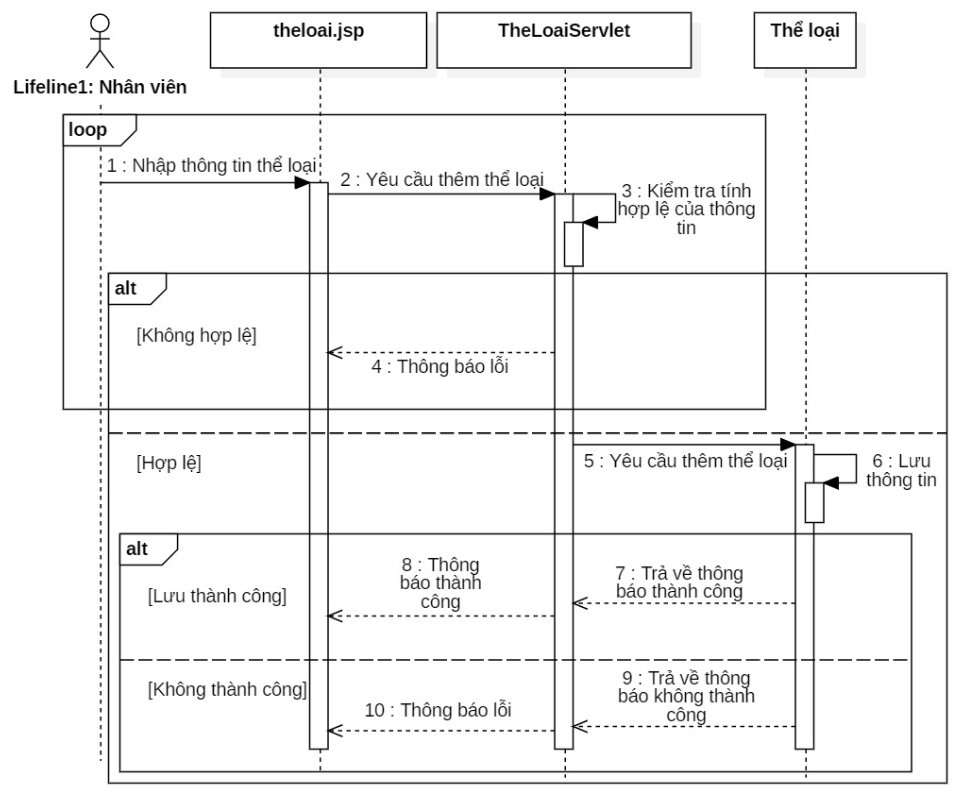 theloai.jsp
TheLoaiServlet
Thể loại
Lifeline1: Nhân viên
loop
1 : Nhập thông tin thể loại
2 : Yêu cầu thêm thể loại
3 : Kiểm tra tính
hợp lệ của thông
tin
alt
[Không hợp lệ]
4 : Thông báo lỗi
[Hợp lệ]
5 : Yêu cầu thêm thể loại
6 : Lưu
thông tin
alt
[Lưu thành công]
8 : Thông
báo thành
công
7 : Trả về thông
báo thành công
[Không thành công]
10 : Thông báo lỗi
9 : Trả về thông
báo không thành
công